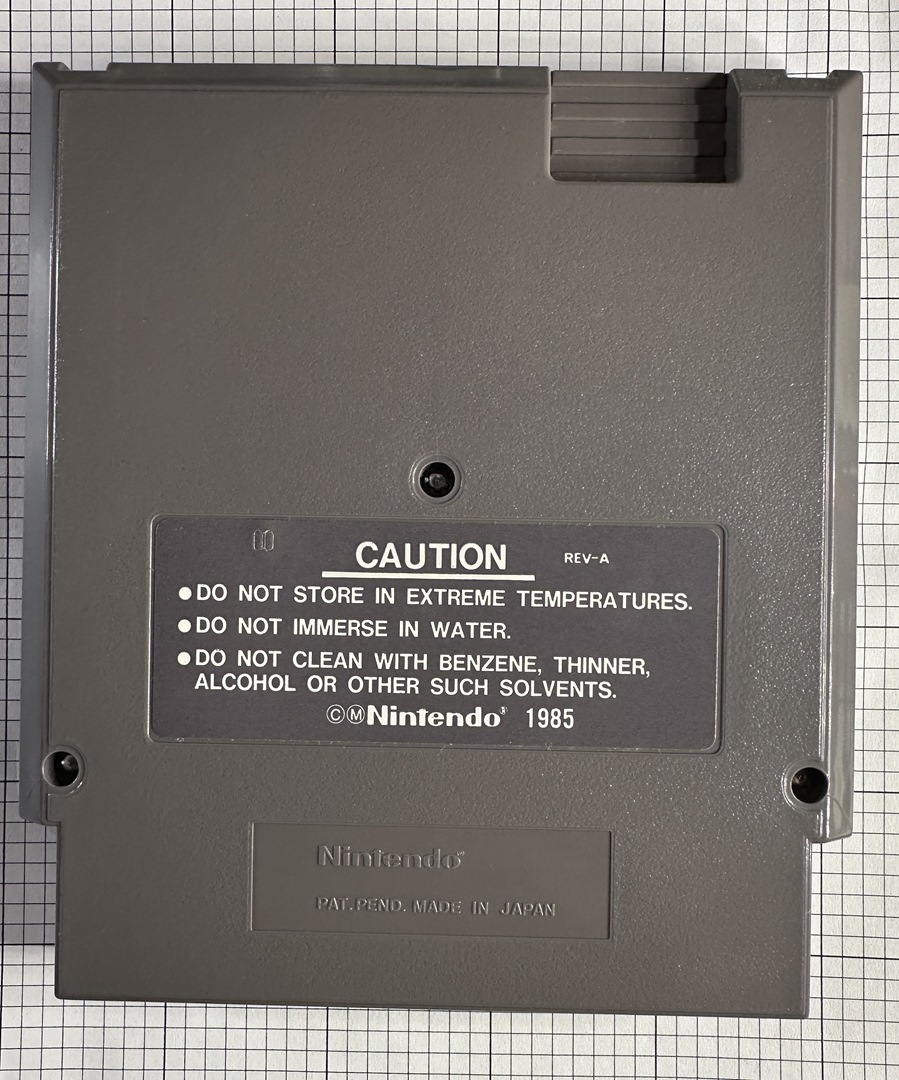 CAUTION REV-A
●DO NOT STORE IN EXTREME TEMPERATURES.
●DO NOT IMMERSE IN WATER.
●DO NOT CLEAN WITH BENZENE, THINNER,
ALCOHOL OR OTHER SUCH SOLVENTS.
ⒸⓂNintendo® 1985
Nintendo®
PAT.PEND. MADE IN JAPAN